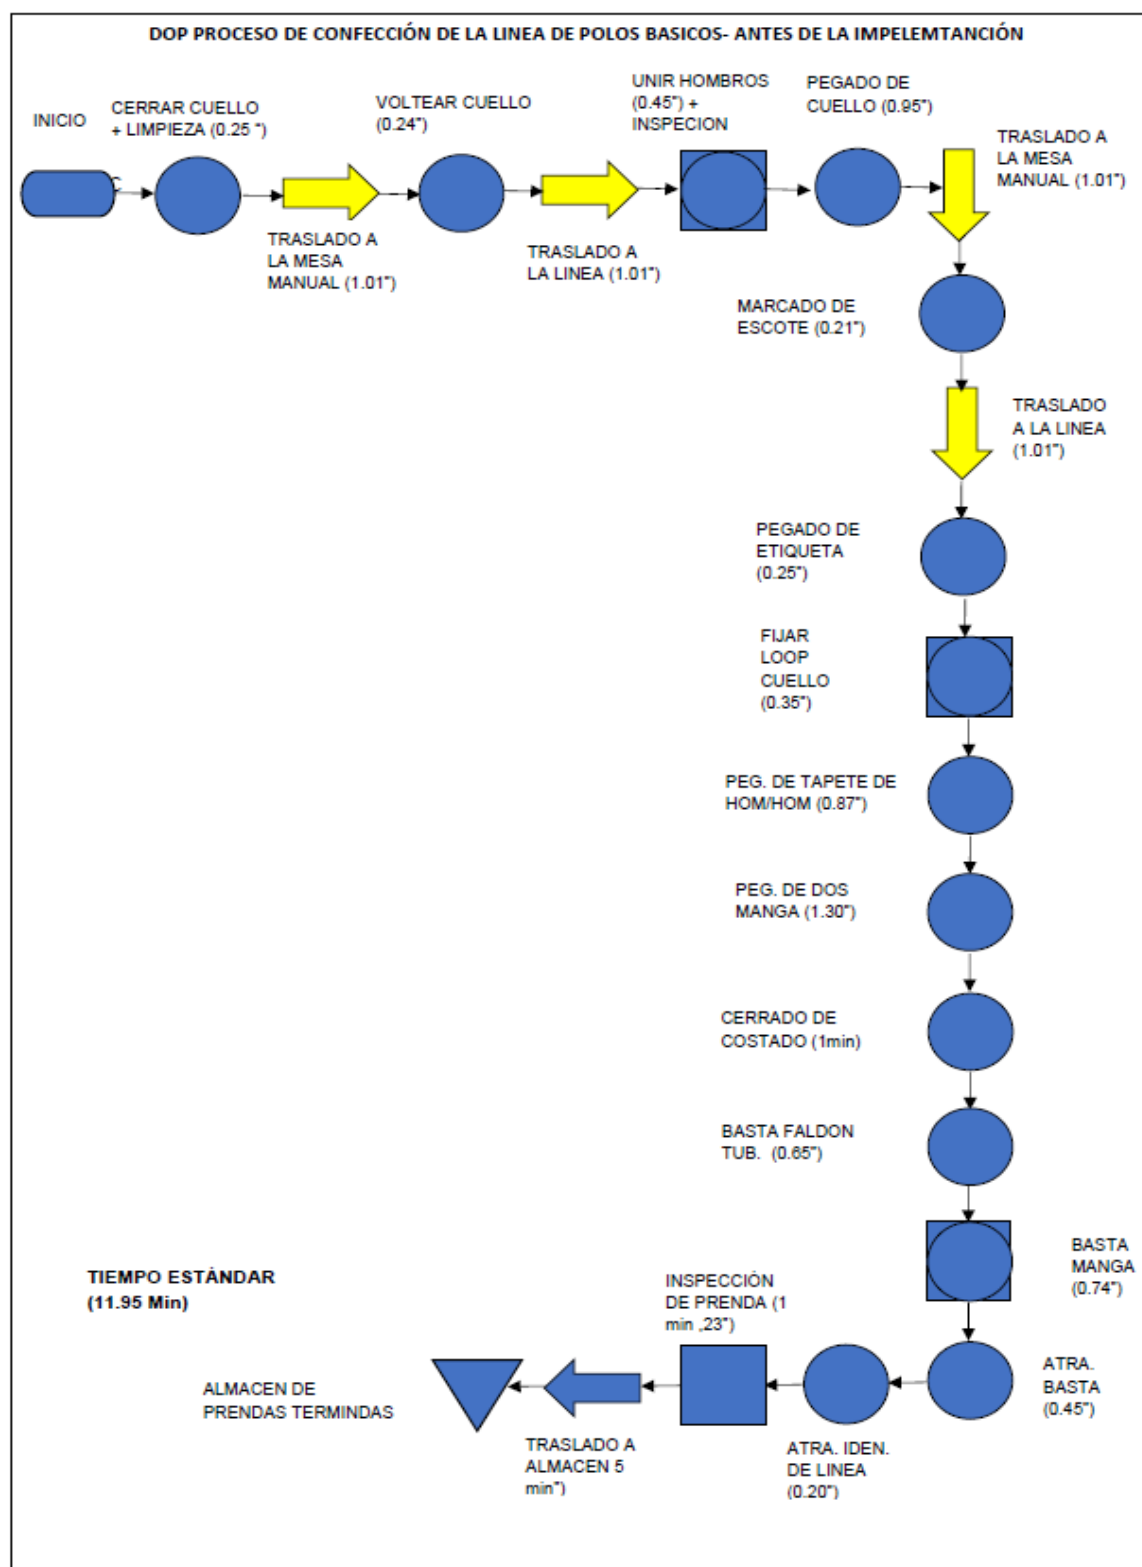 DOP PROCESO DE CONFECCIÓN DE LA LINEA DE POLOS BASICOS- ANTES DE LA IMPELEMTANCIÓN
INICIO
CERRAR CUELLO
+ LIMPIEZA (0.25 ")
TRASLADO A
LA MESA
MANUAL (1.01")
VOLTEAR CUELLO
(0.24")
TRASLADO A
LA LINEA (1.01")
UNIR HOMBROS
(0.45") +
INSPECION
PEGADO DE
CUELLO (0.95")
TRASLADO A
LA MESA
MANUAL (1.01")
MARCADO DE
ESCOTE (0.21")
TRASLADO
A LA LINEA
(1.01")
PEGADO DE
ETIQUETA
(0.25")
FIJAR
LOOP
CUELLO
(0.35")
PEG. DE TAPETE DE
HOM/HOM (0.87")
PEG. DE DOS
MANGA (1.30")
CERRADO DE
COSTADO (1min)
BASTA FALDON
TUB. (0.65")
BASTA
MANGA
(0.74")
ATRA.
BASTA
(0.45")
ATRA. IDEN.
DE LINEA
(0.20")
INSPECCIÓN
DE PRENDA (1
min ,23")
TRASLADO A
ALMACEN 5
min")
ALMACEN DE
PRENDAS TERMINDAS
TIEMPO ESTÁNDAR
(11.95 Min)